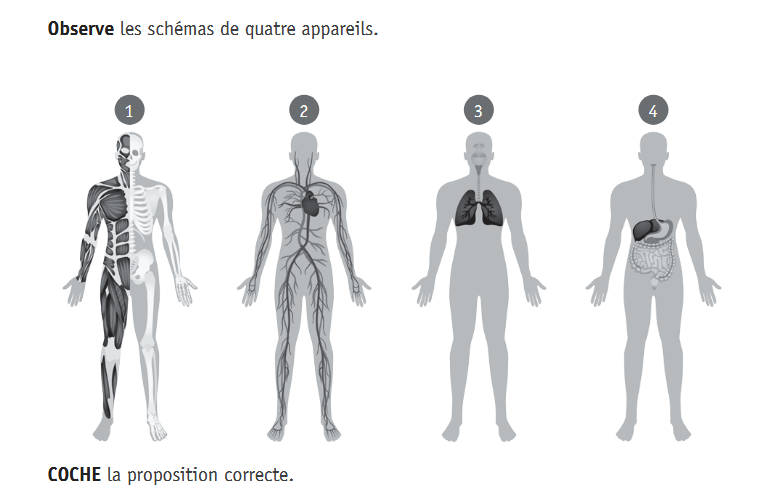 Observe les schémas de quatre appareils.
1 2 3 4
COCHE la proposition correcte.